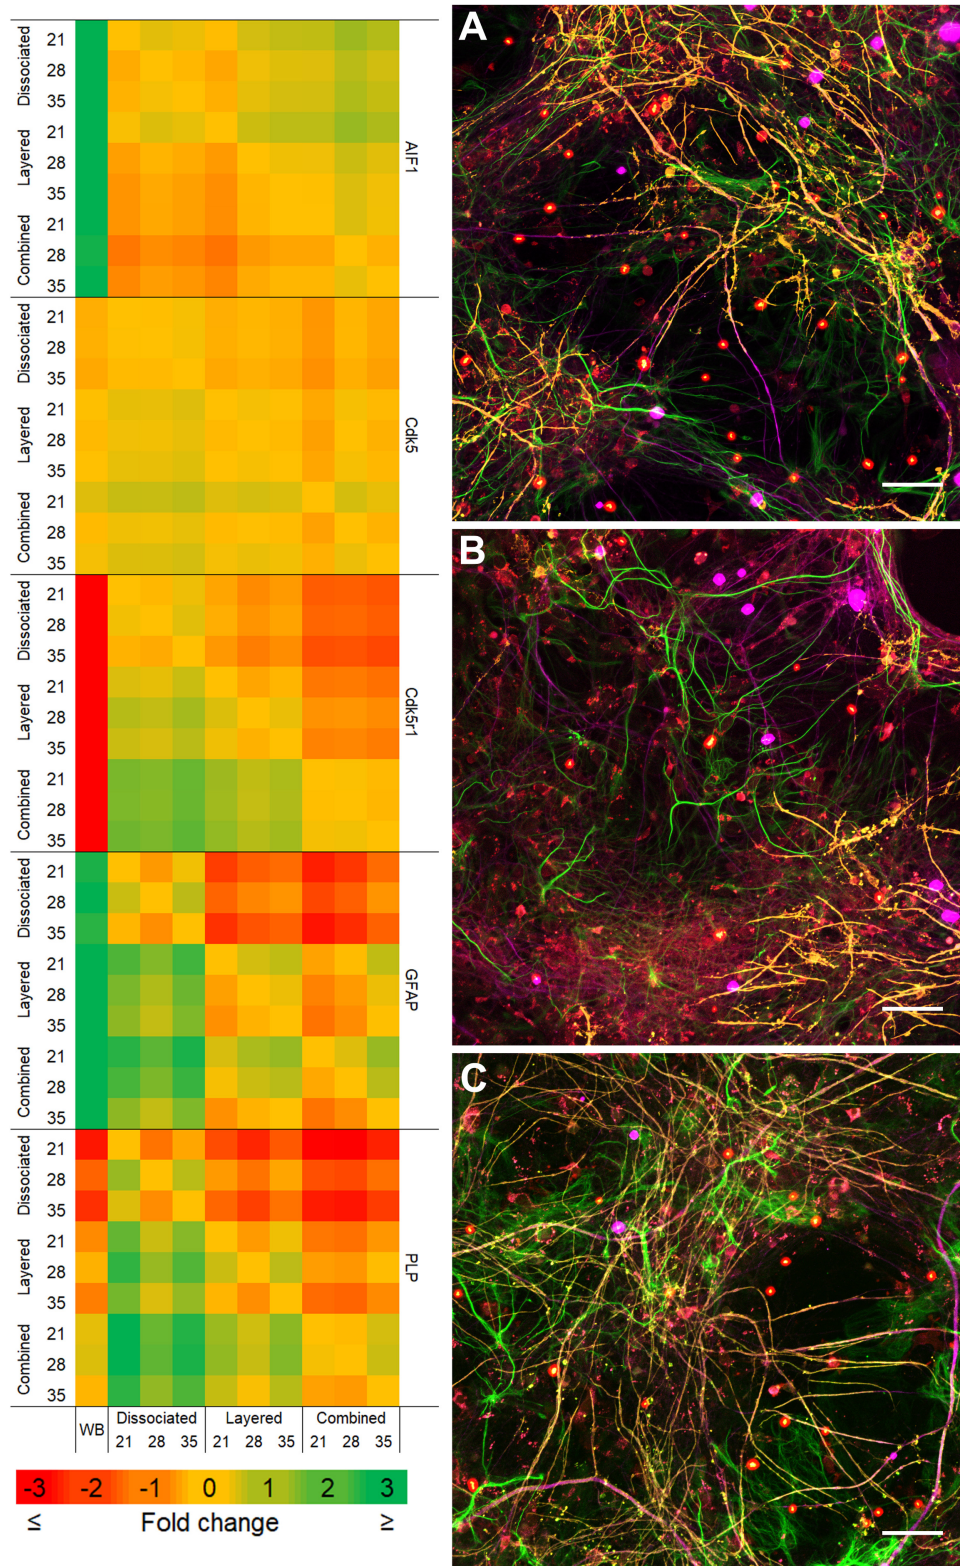 Dissociated 21 28 35
Layered 21 28 35
Combined 21 28 35
AIF1
Dissociated 21 28 35
Layered 21 28 35
Combined 21 28 35
Cdk5
Dissociated 21 28 35
Layered 21 28 35
Combined 21 28 35
Cdk5r1
Dissociated 21 28 35
Layered 21 28 35
Combined 21 28 35
GFAP
Dissociated 21 28 35
Layered 21 28 35
Combined 21 28 35
PLP
WB Dissociated Layered Combined
21 28 35 21 28 35 21 28 35
-3 -2 -1 0 1 2 3
≤ Fold change ≥
A
B
C